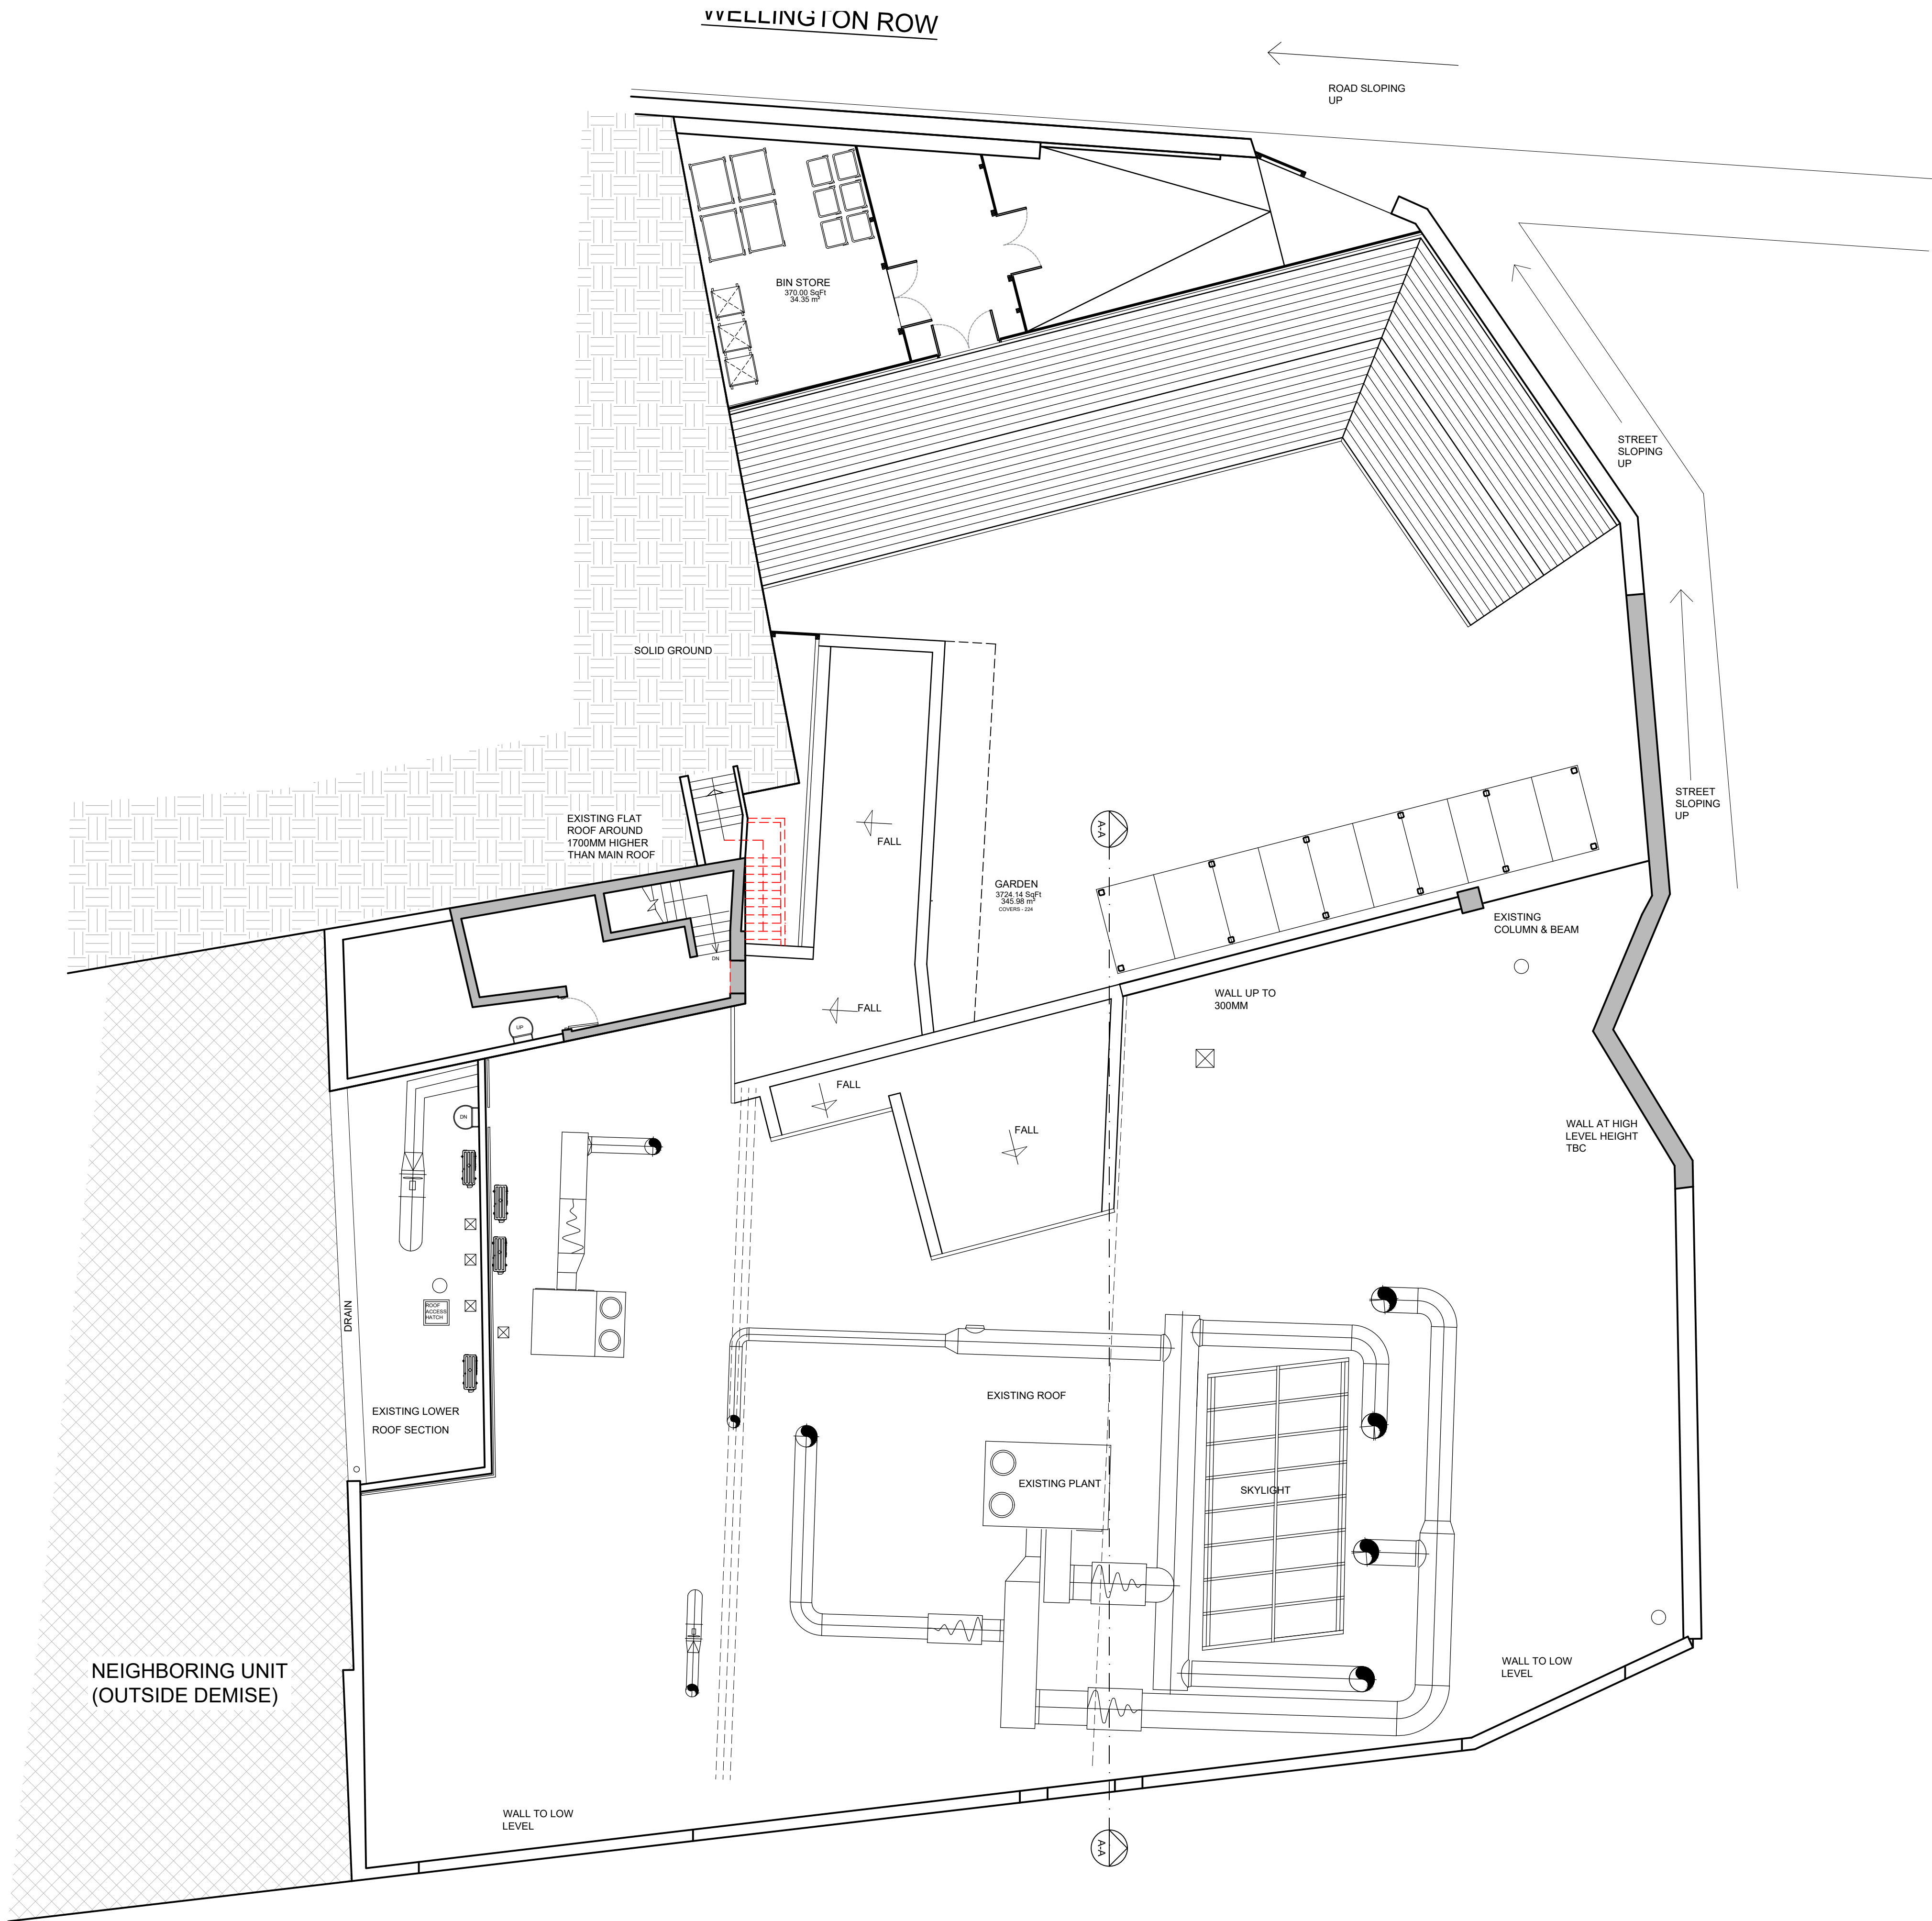 WELLINGTON ROW
ROAD SLOPING
UP
BIN STORE
370.00 SqFt
34.35 m²
STREET
SLOPING
UP
SOLID GROUND
STREET
SLOPING
UP
EXISTING FLAT
ROOF AROUND
1700MM HIGHER
THAN MAIN ROOF
FALL
A-A
GARDEN
3724.14 SqFt
345.98 m²
COVERS - 224
EXISTING
COLUMN & BEAM
DN
WALL UP TO
300MM
FALL
UP
FALL
DN
FALL
WALL AT HIGH
LEVEL HEIGHT
TBC
DRAIN
ROOF
ACCESS
HATCH
EXISTING LOWER
ROOF SECTION
EXISTING ROOF
EXISTING PLANT
SKYLIGHT
NEIGHBORING UNIT
(OUTSIDE DEMISE)
WALL TO LOW
LEVEL
WALL TO LOW
LEVEL
A-A